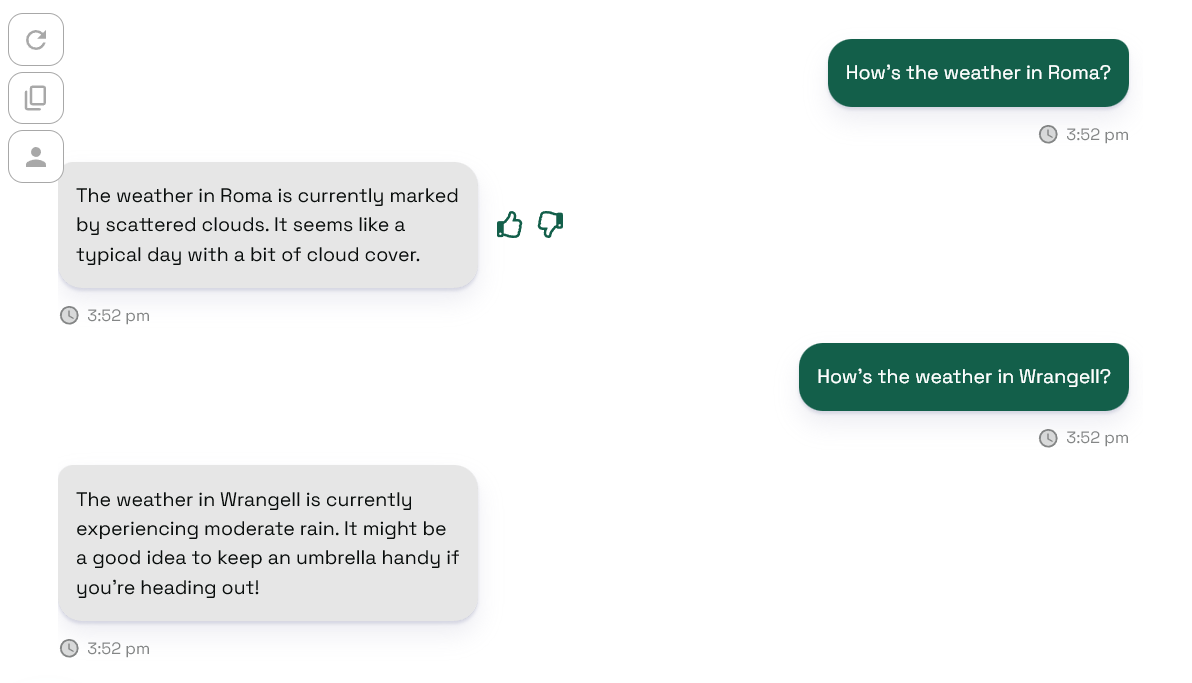 How's the weather in Roma?
3:52 pm
The weather in Roma is currently marked
by scattered clouds. It seems like a
typical day with a bit of cloud cover.
3:52 pm
How's the weather in Wrangell?
3:52 pm
The weather in Wrangell is currently
experiencing moderate rain. It might be
a good idea to keep an umbrella handy if
you're heading out!
3:52 pm